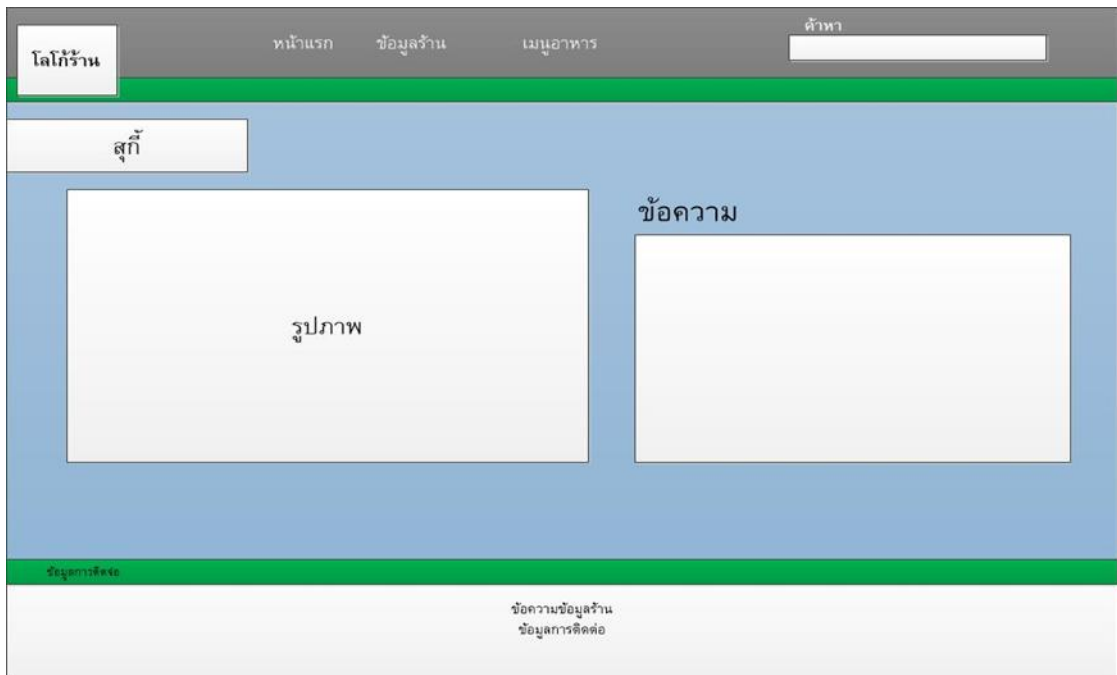 โลโก้ร้าน
หน้าแรก ข้อมูลร้าน เมนูอาหาร
ค้าหา
สุกี้
รูปภาพ
ข้อความ
ข้อมูลการติดจ่อ
ข้อความข้อมูลร้าน
ข้อมูลการติดต่อ